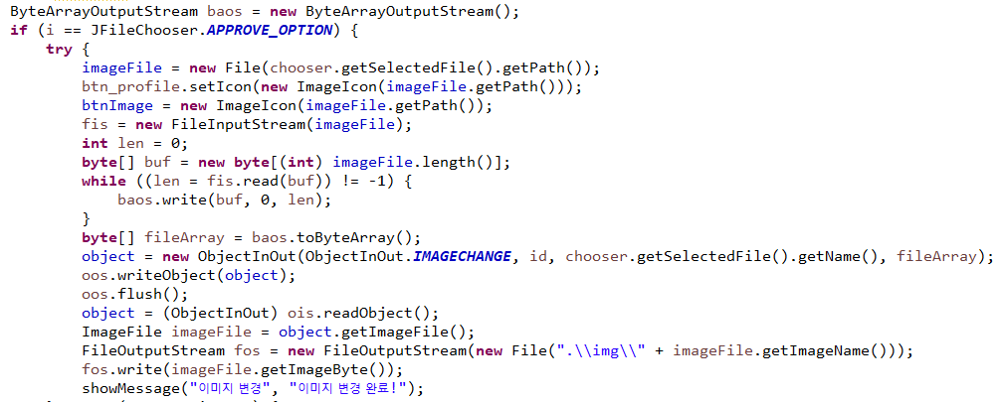 ByteArrayOutputStream baos = new ByteArrayOutputStream();
if (i == JFileChooser.APPROVE_OPTION) {
    try {
        imageFile = new File(chooser.getSelectedFile().getPath());
        btn_profile.setIcon(new ImageIcon(imageFile.getPath()));
        btnImage = new ImageIcon(imageFile.getPath());
        fis = new FileInputStream(imageFile);
        int len = 0;
        byte[] buf = new byte[(int) imageFile.length()];
        while ((len = fis.read(buf)) != -1) {
            baos.write(buf, 0, len);
        }
        byte[] fileArray = baos.toByteArray();
        object = new ObjectInOut(ObjectInOut.IMAGECHANGE, id, chooser.getSelectedFile().getName(), fileArray);
        oos.writeObject(object);
        oos.flush();
        object = (ObjectInOut) ois.readObject();
        ImageFile imageFile = object.getImageFile();
        FileOutputStream fos = new FileOutputStream(new File(".\\img\\" + imageFile.getImageName()));
        fos.write(imageFile.getImageByte());
        showMessage("이미지 변경", "이미지 변경 완료!");